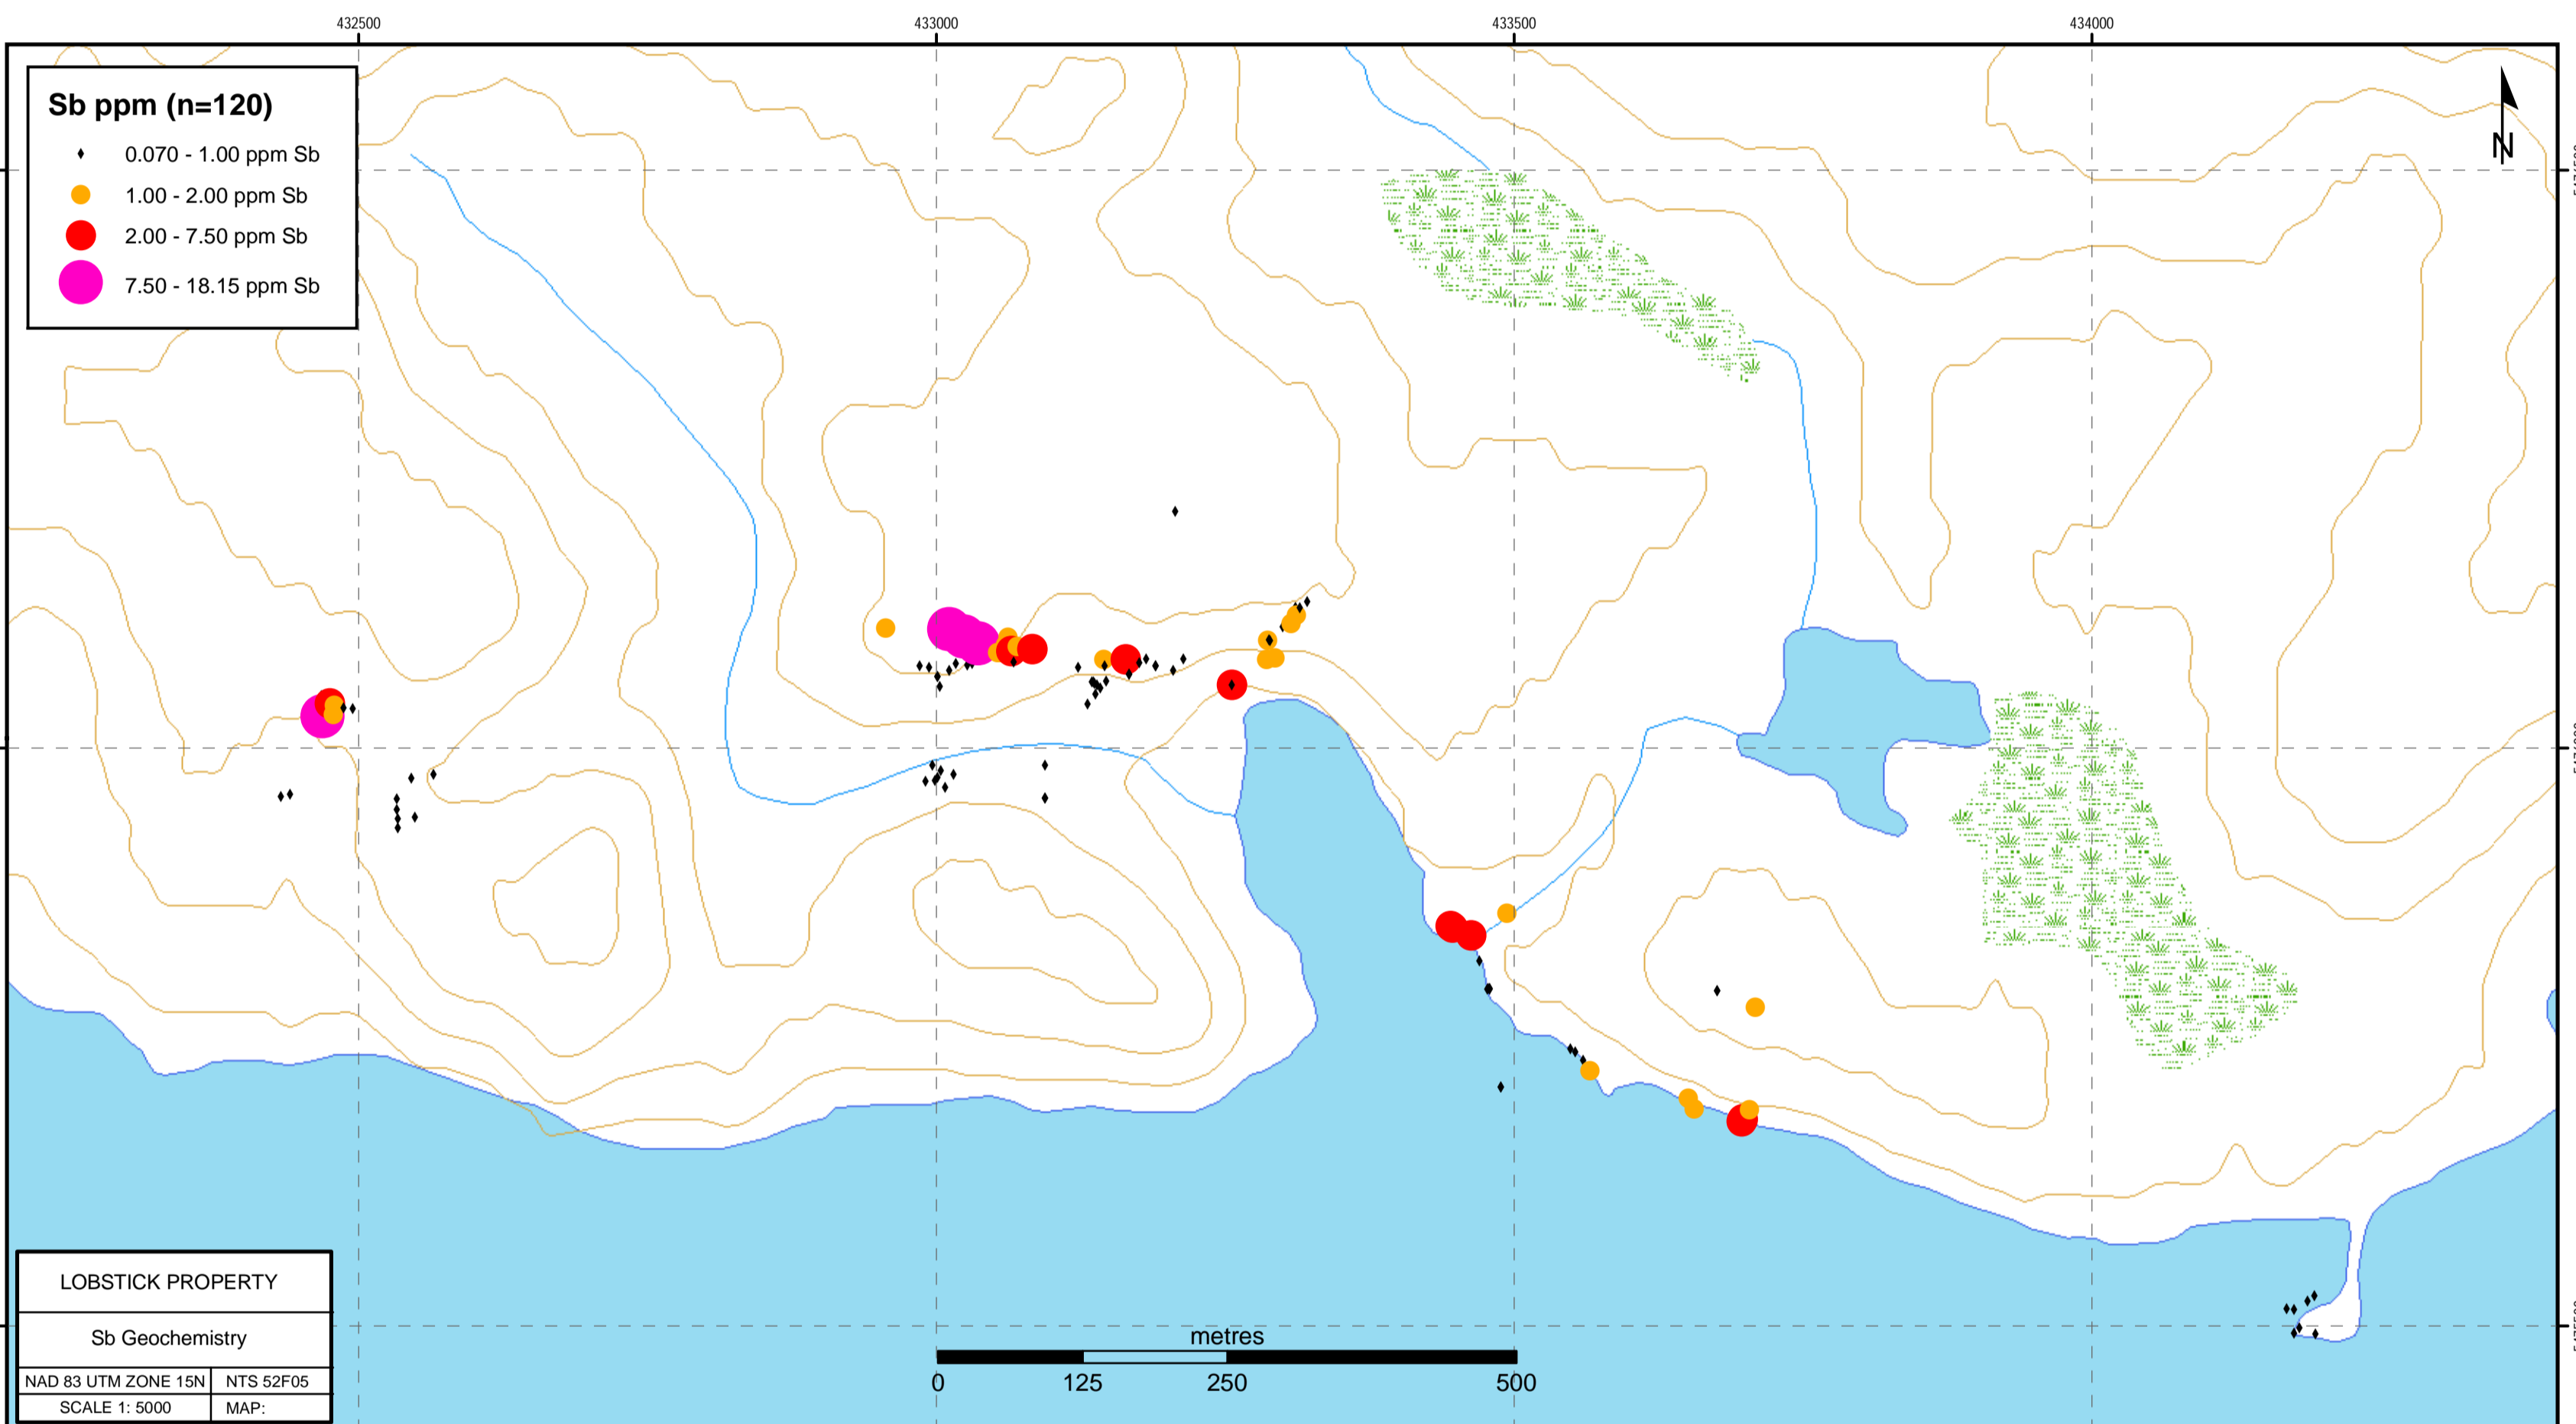 432500 433000 433500 434000
Sb ppm (n=120)
0.070 - 1.00 ppm Sb
1.00 - 2.00 ppm Sb
2.00 - 7.50 ppm Sb
7.50 - 18.15 ppm Sb
N
LOBSTICK PROPERTY
Sb Geochemistry
NAD 83 UTM ZONE 15N NTS 52F05
SCALE 1: 5000 MAP:
metres
0 125 250 500